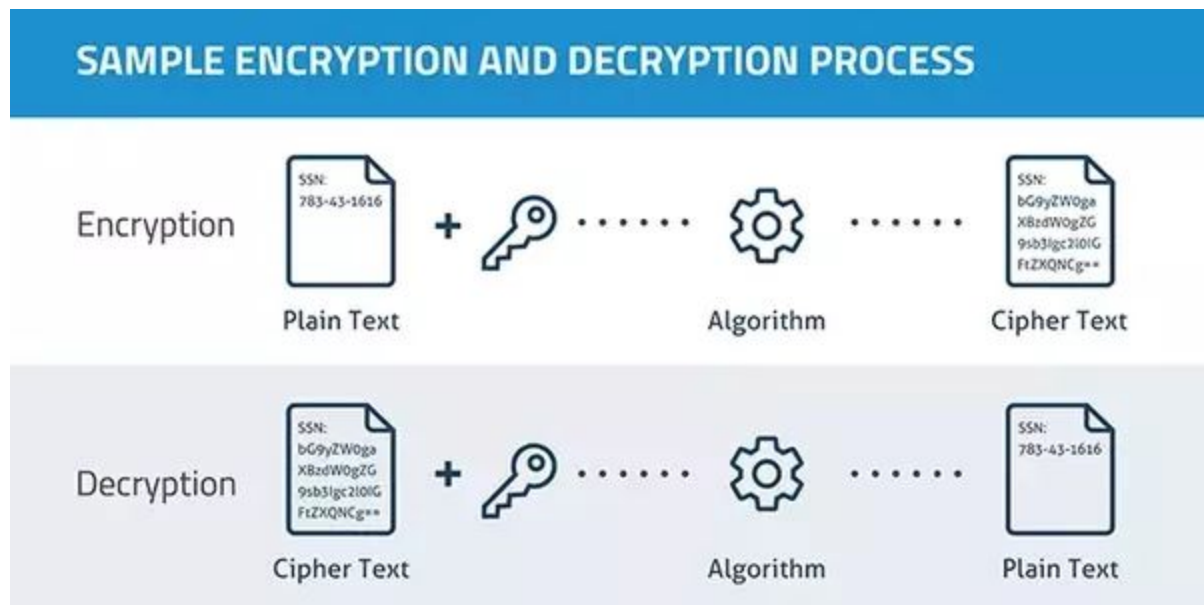 SAMPLE ENCRYPTION AND DECRYPTION PROCESS
Encryption
SSN:
783-43-1616
+
Plain Text
Algorithm
SSN:
bG9yZW0ga
XBzdW0gZG
9sb3Igc2l0IG
FtZXQNCg==
Cipher Text
Decryption
SSN:
bG9yZW0ga
XBzdW0gZG
9sb3Igc2l0IG
FtZXQNCg==
+
Cipher Text
Algorithm
SSN:
783-43-1616
Plain Text